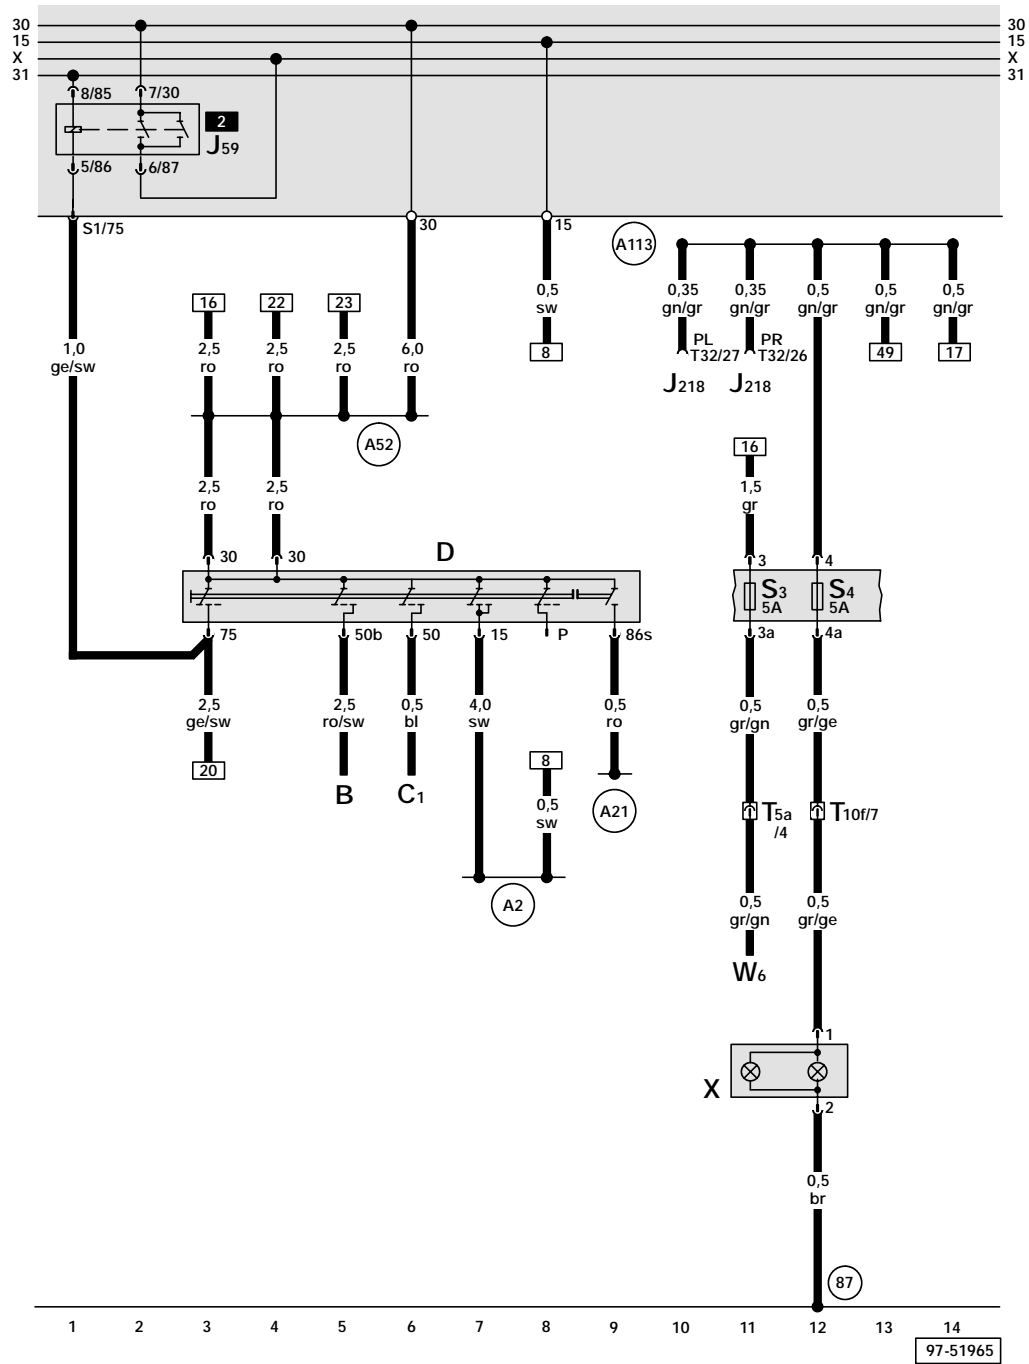 30 30
15 15
X X
31 31
8/85 7/30
2
J59
5/86 6/87
S1/75
30
15
A113
16 22 23
0,5
sw
0,35
gn/gr
0,35
gn/gr
0,5
gn/gr
0,5
gn/gr
0,5
gn/gr
1,0
ge/sw
2,5
ro
2,5
ro
2,5
ro
6,0
ro
8
PL
T32/27
PR
T32/26
49
17
J218 J218
A52
16
2,5
ro
2,5
ro
1,5
gr
30 30
D
3 4
S3
5A
S4
5A
75 50b 50 15 P 86s
3a 4a
2,5
ge/sw
2,5
ro/sw
0,5
bl
4,0
sw
0,5
ro
0,5
gr/gn
0,5
gr/ge
20
8
B C1
0,5
sw
A21
T5a
/4
T10f/7
A2
0,5
gr/gn
0,5
gr/ge
W6
1
X
2
0,5
br
87
1 2 3 4 5 6 7 8 9 10 11 12 13 14
97-51965